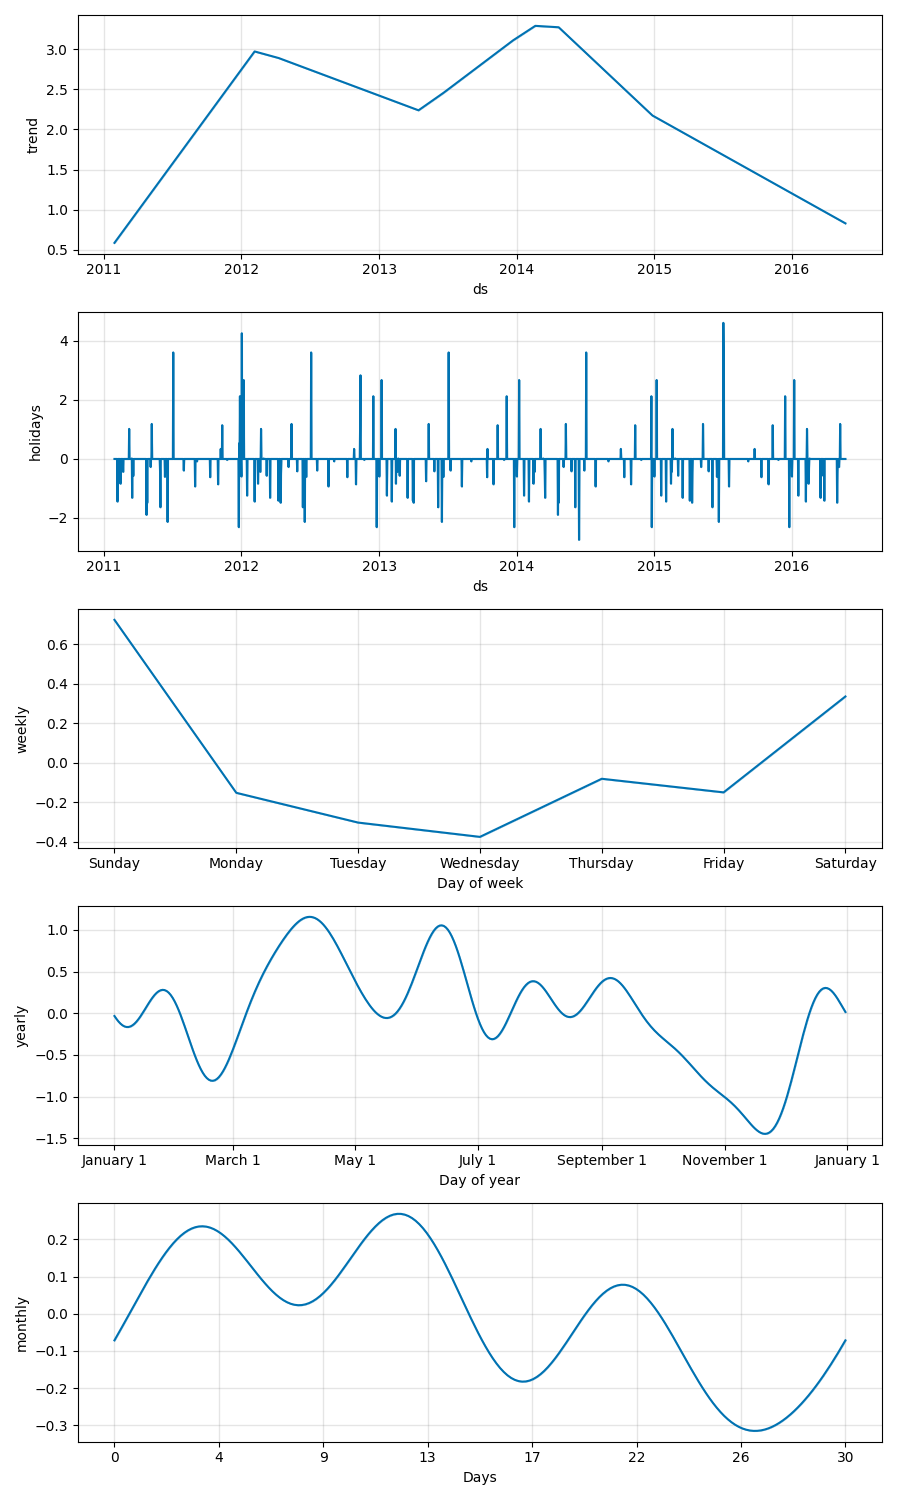 3.0
2.5
2.0
1.5
1.0
0.5
trend
2011 2012 2013 2014 2015 2016
ds
4
2
0
−2
holidays
2011 2012 2013 2014 2015 2016
ds
0.6
0.4
0.2
0.0
−0.2
−0.4
weekly
Sunday Monday Tuesday Wednesday Thursday Friday Saturday
Day of week
1.0
0.5
0.0
−0.5
−1.0
−1.5
yearly
January 1 March 1 May 1 July 1 September 1 November 1 January 1
Day of year
0.2
0.1
0.0
−0.1
−0.2
−0.3
monthly
0 4 9 13 17 22 26 30
Days